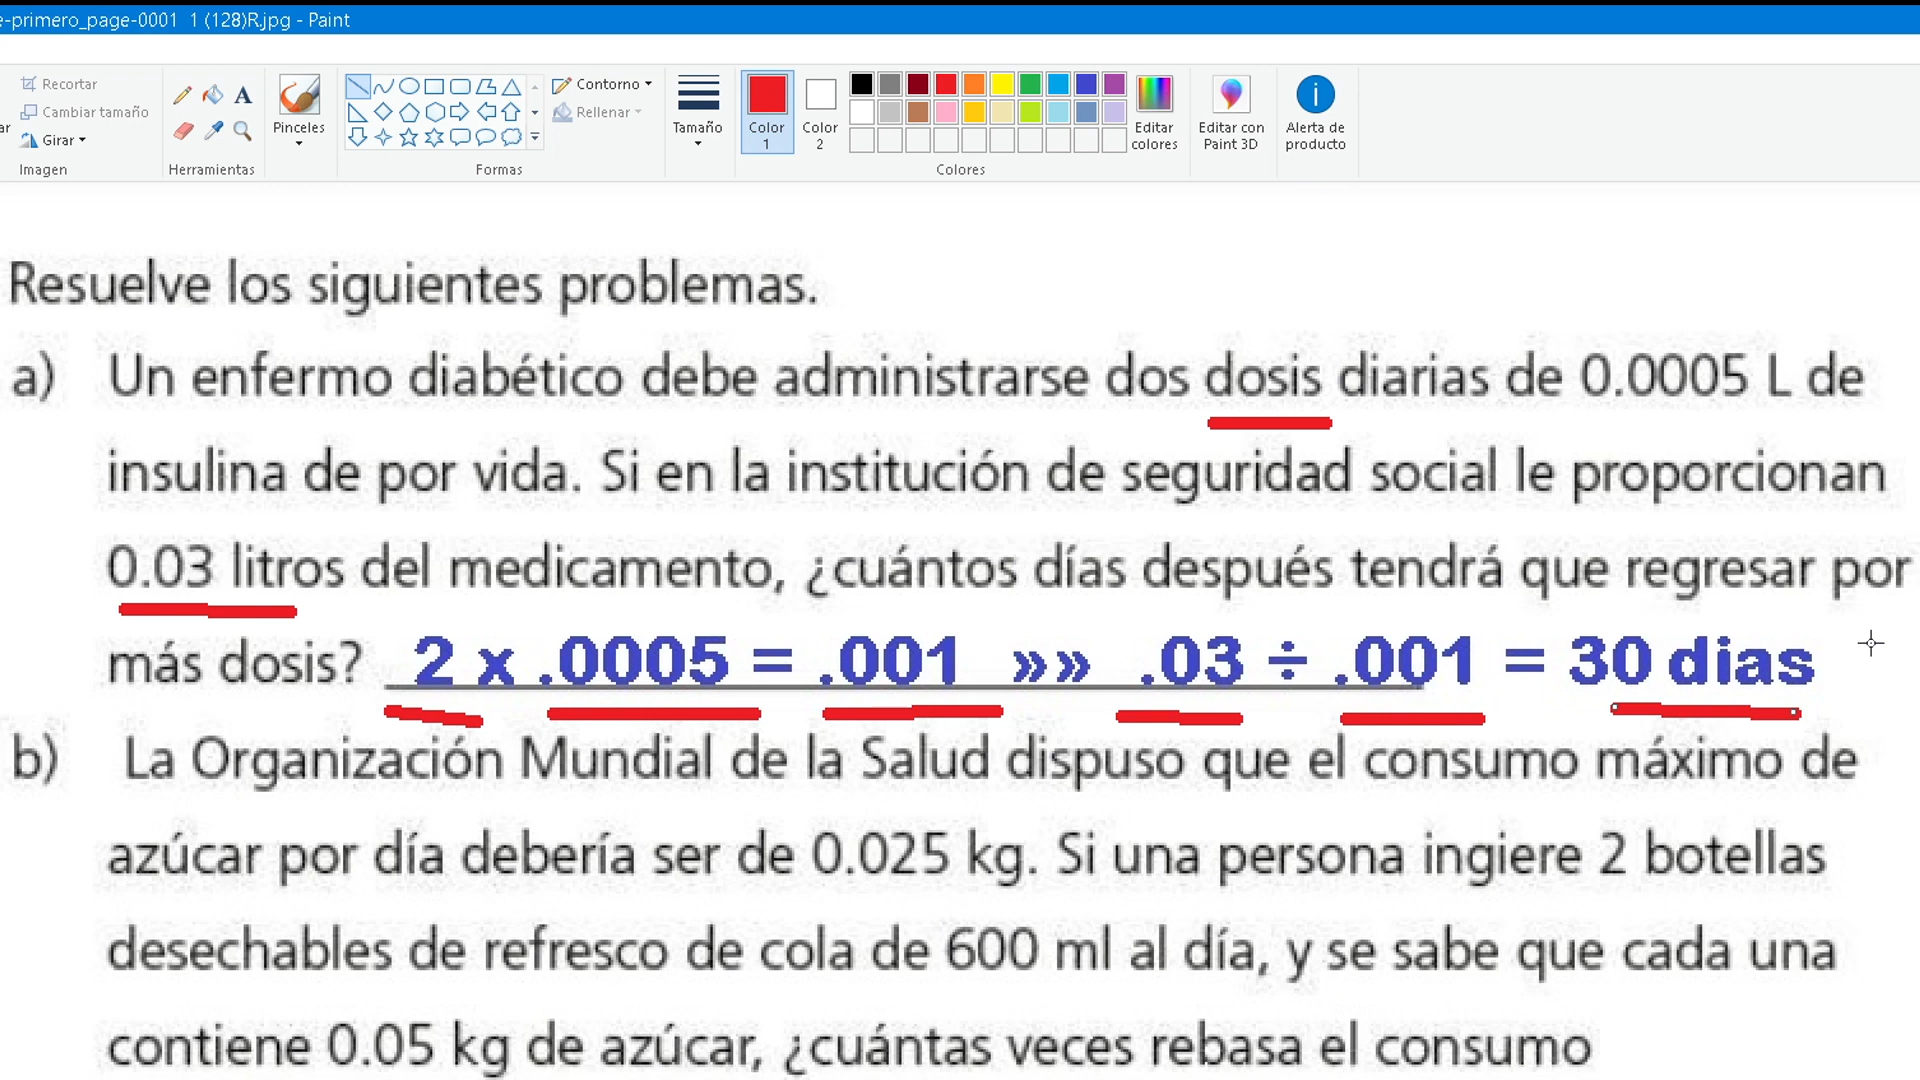 e-primero_page-0001 1 (128)R.jpg - Paint
Recortar
Cambiar tamaño
ar Girar
Imagen
A
Herramientas
Pinceles
Formas
Contorno
Rellenar
Tamaño
Color 1
Color 2
Colores
Editar colores
Editar con Paint 3D
Alerta de producto
Resuelve los siguientes problemas.
a) Un enfermo diabético debe administrarse dos dosis diarias de 0.0005 L de
insulina de por vida. Si en la institución de seguridad social le proporcionan
0.03 litros del medicamento, ¿cuántos días después tendrá que regresar por
más dosis? 2 x .0005 = .001 »» .03 ÷ .001 = 30 dias
b) La Organización Mundial de la Salud dispuso que el consumo máximo de
azúcar por día debería ser de 0.025 kg. Si una persona ingiere 2 botellas
desechables de refresco de cola de 600 ml al día, y se sabe que cada una
contiene 0.05 kg de azúcar, ¿cuántas veces rebasa el consumo